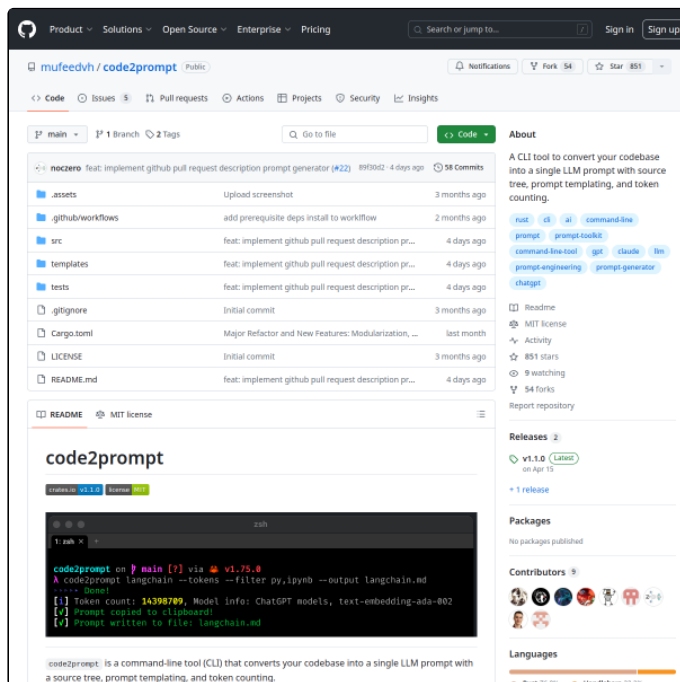 Product Solutions Open Source Enterprise Pricing Search or jump to... / Sign in Sign up
mufeedvh / code2prompt Public Notifications Fork 54 Star 851
Code Issues 5 Pull requests Actions Projects Security Insights
main 1 Branch 2 Tags Go to file Code
noczero feat: implement github pull request description prompt generator (#22) 89f30d2 · 4 days ago 58 Commits
.assets Upload screenshot 3 months ago
.github/workflows add prerequisite deps install to worklflow 2 months ago
src feat: implement github pull request description pr... 4 days ago
templates feat: implement github pull request description pr... 4 days ago
tests feat: implement github pull request description pr... 4 days ago
.gitignore Initial commit 3 months ago
Cargo.toml Major Refactor and New Features: Modularization, ... last month
LICENSE Initial commit 3 months ago
README.md feat: implement github pull request description pr... 4 days ago
README MIT license
code2prompt
crates.io v1.1.0 license MIT
zsh
1: zsh × +
code2prompt on main [?] via v1.75.0
λ code2prompt langchain --tokens --filter py,ipynb --output langchain.md
Done!
[i] Token count: 14398709, Model info: ChatGPT models, text-embedding-ada-002
[√] Prompt copied to clipboard!
[√] Prompt written to file: langchain.md
code2prompt is a command-line tool (CLI) that converts your codebase into a single LLM prompt with
a source tree, prompt templating, and token counting.
About
A CLI tool to convert your codebase
into a single LLM prompt with source
tree, prompt templating, and token
counting.
rust cli ai command-line
prompt prompt-toolkit
command-line-tool gpt claude llm
prompt-engineering prompt-generator
chatgpt
Readme
MIT license
Activity
851 stars
9 watching
54 forks
Report repository
Releases 2
v1.1.0 Latest
on Apr 15
+ 1 release
Packages
No packages published
Contributors 9
Languages